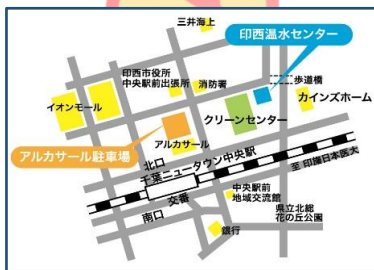 三井海上
印西温水センター
印西市役所
中央駅前出張所
消防署
歩道橋
イオンモール
カインズホーム
クリーンセンター
アルカサール
アルカサール駐車場
北口
千葉ニュータウン中央駅
至 印旛日本医大
交番
南口
中央駅前
地域交流館
県立北総
花の丘公園
銀行